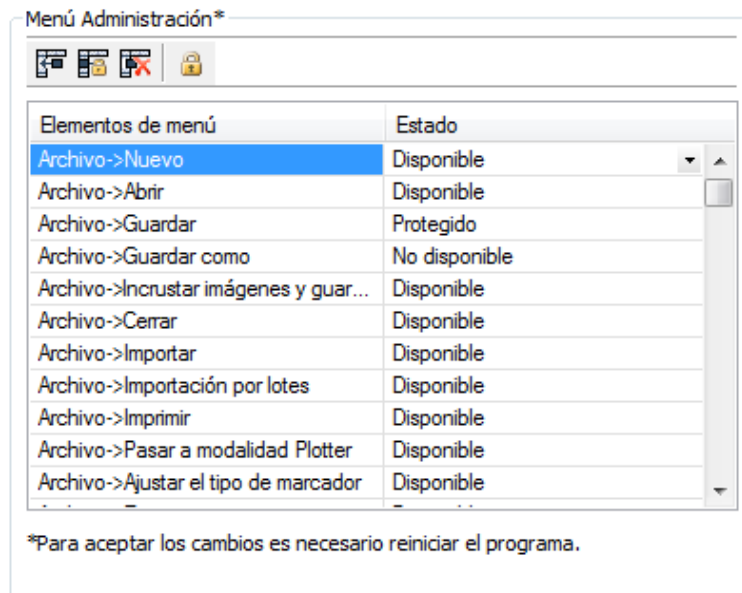 Menú Administración*
Elementos de menú Estado
Archivo->Nuevo Disponible
Archivo->Abrir Disponible
Archivo->Guardar Protegido
Archivo->Guardar como No disponible
Archivo->Incrustar imágenes y guar... Disponible
Archivo->Cerrar Disponible
Archivo->Importar Disponible
Archivo->Importación por lotes Disponible
Archivo->Imprimir Disponible
Archivo->Pasar a modalidad Plotter Disponible
Archivo->Ajustar el tipo de marcador Disponible
*Para aceptar los cambios es necesario reiniciar el programa.